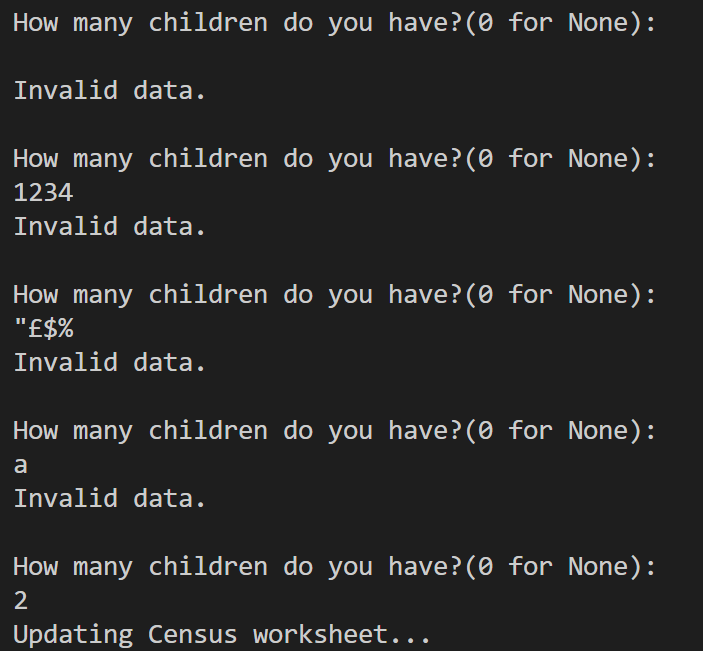 How many children do you have?(0 for None):
Invalid data.
How many children do you have?(0 for None):
1234
Invalid data.
How many children do you have?(0 for None):
"£$%
Invalid data.
How many children do you have?(0 for None):
a
Invalid data.
How many children do you have?(0 for None):
2
Updating Census worksheet...